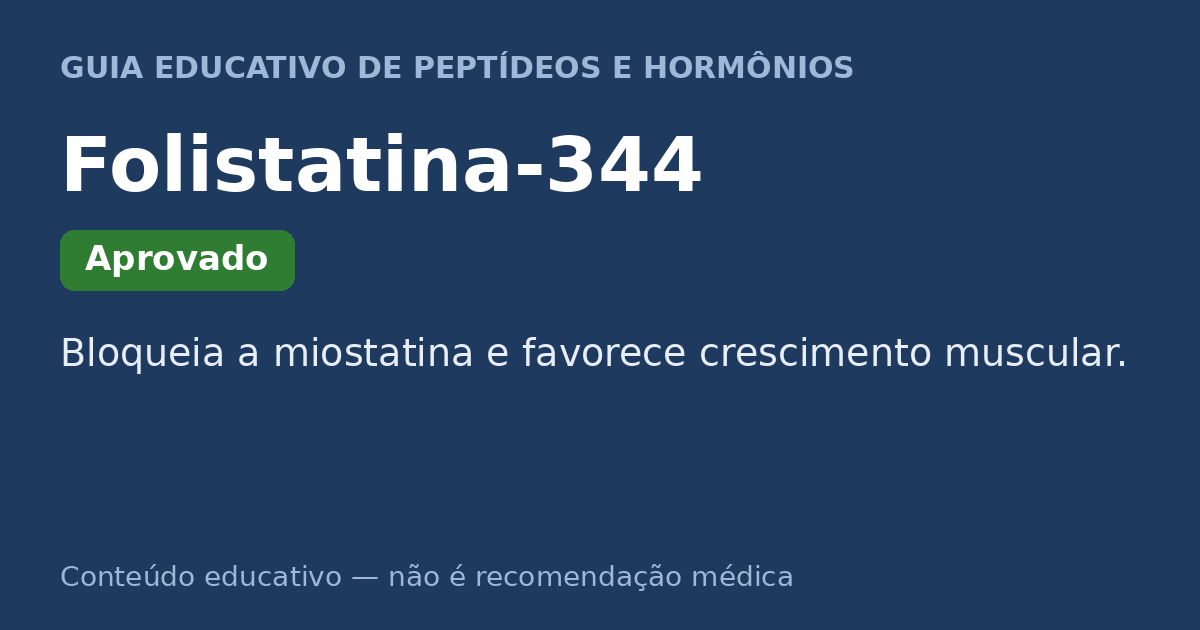 GUIA EDUCATIVO DE PEPTÍDEOS E HORMÔNIOS
Folistatina-344
Aprovado
Bloqueia a miostatina e favorece crescimento muscular.
Conteúdo educativo — não é recomendação médica